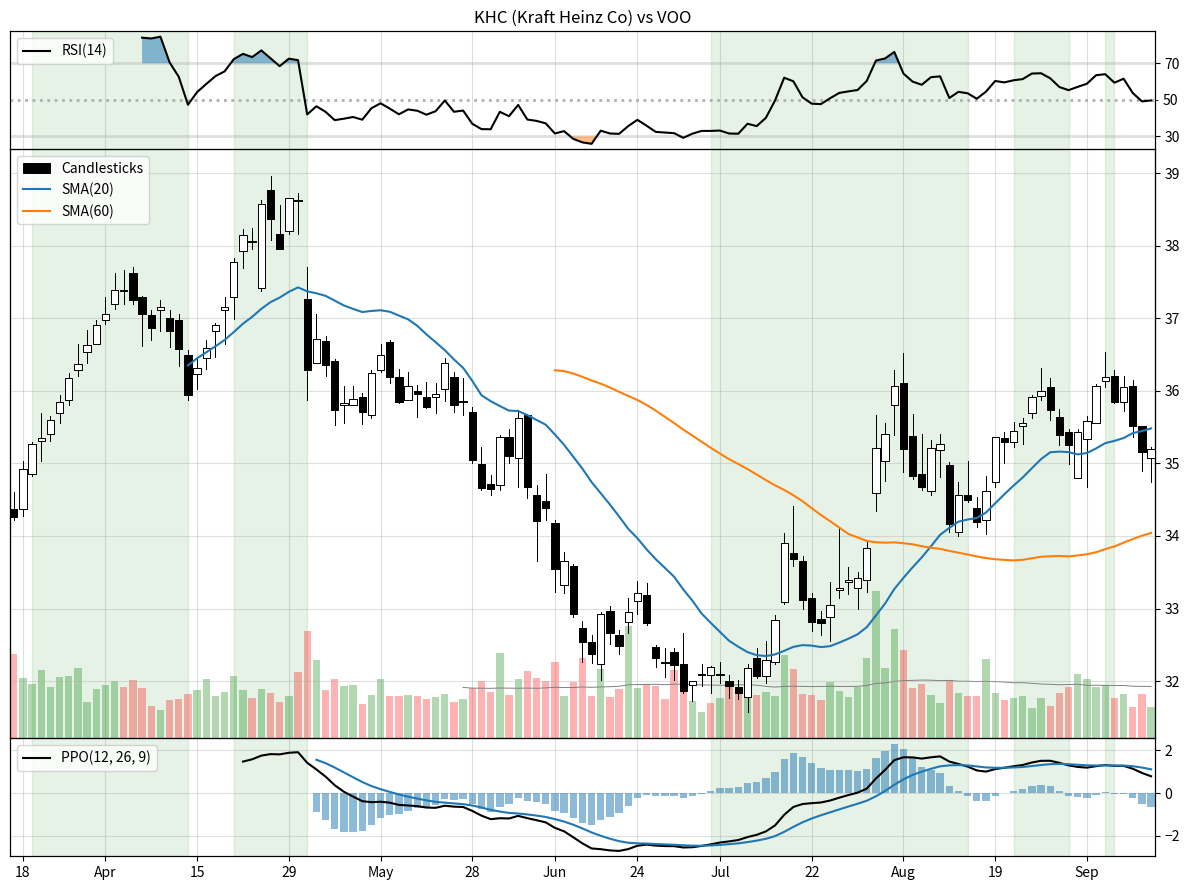 KHC (Kraft Heinz Co) vs VOO
RSI(14)
70
50
30
Candlesticks
SMA(20)
SMA(60)
39
38
37
36
35
34
33
32
PPO(12, 26, 9)
2
0
−2
18 Apr 15 29 May 28 Jun 24 Jul 22 Aug 19 Sep